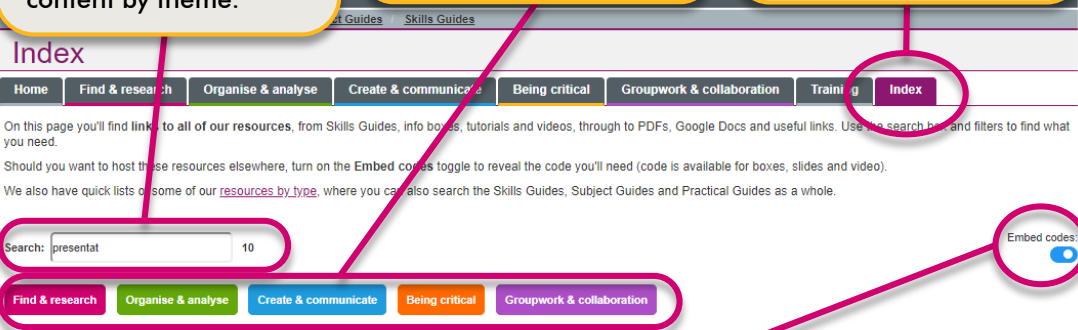 content by theme.
ct Guides / Skills Guides
Index
Home Find & research Organise & analyse Create & communicate Being critical Groupwork & collaboration Training Index
On this page you'll find links to all of our resources, from Skills Guides, info boxes, tutorials and videos, through to PDFs, Google Docs and useful links. Use the search box and filters to find what
you need.
Should you want to host these resources elsewhere, turn on the Embed codes toggle to reveal the code you'll need (code is available for boxes, slides and video).
We also have quick lists of some of our resources by type, where you can also search the Skills Guides, Subject Guides and Practical Guides as a whole.
Embed codes:
Search: presentat 10
Find & research Organise & analyse Create & communicate Being critical Groupwork & collaboration